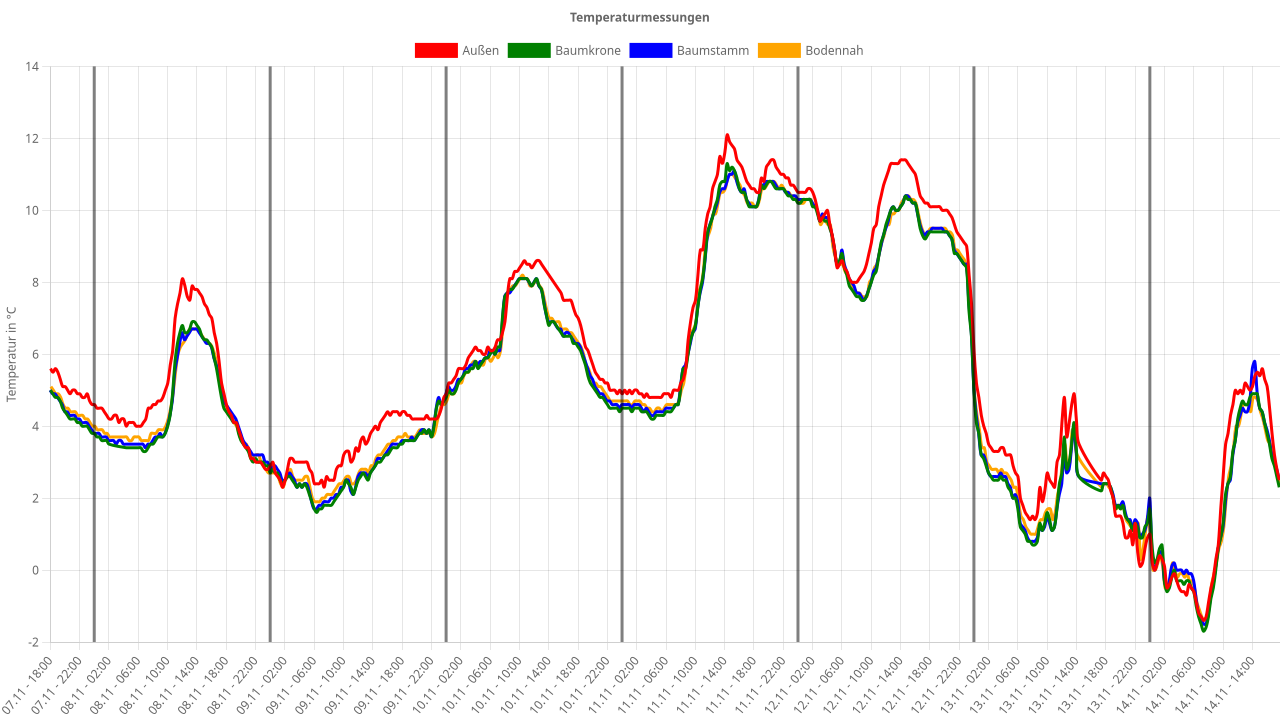 Temperaturmessungen
Außen Baumkrone Baumstamm Bodennah
Temperatur in °C
14
12
10
8
6
4
2
0
-2
07.11 - 18:00
07.11 - 22:00
08.11 - 02:00
08.11 - 06:00
08.11 - 10:00
08.11 - 14:00
08.11 - 18:00
08.11 - 22:00
09.11 - 02:00
09.11 - 06:00
09.11 - 10:00
09.11 - 14:00
09.11 - 18:00
09.11 - 22:00
10.11 - 02:00
10.11 - 06:00
10.11 - 10:00
10.11 - 14:00
10.11 - 18:00
10.11 - 22:00
11.11 - 02:00
11.11 - 06:00
11.11 - 10:00
11.11 - 14:00
11.11 - 18:00
11.11 - 22:00
12.11 - 02:00
12.11 - 06:00
12.11 - 10:00
12.11 - 14:00
12.11 - 18:00
12.11 - 22:00
13.11 - 02:00
13.11 - 06:00
13.11 - 10:00
13.11 - 14:00
13.11 - 18:00
13.11 - 22:00
14.11 - 02:00
14.11 - 06:00
14.11 - 10:00
14.11 - 14:00